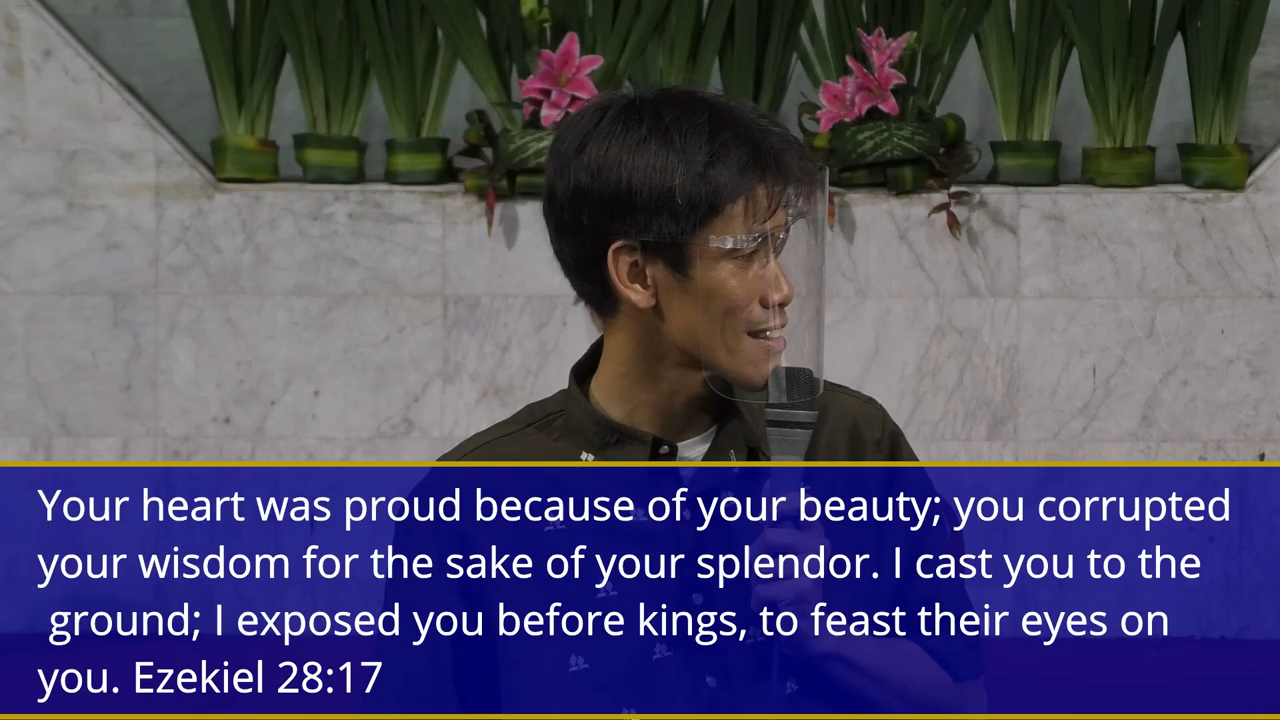 Your heart was proud because of your beauty; you corrupted
your wisdom for the sake of your splendor. I cast you to the
ground; I exposed you before kings, to feast their eyes on
you. Ezekiel 28:17